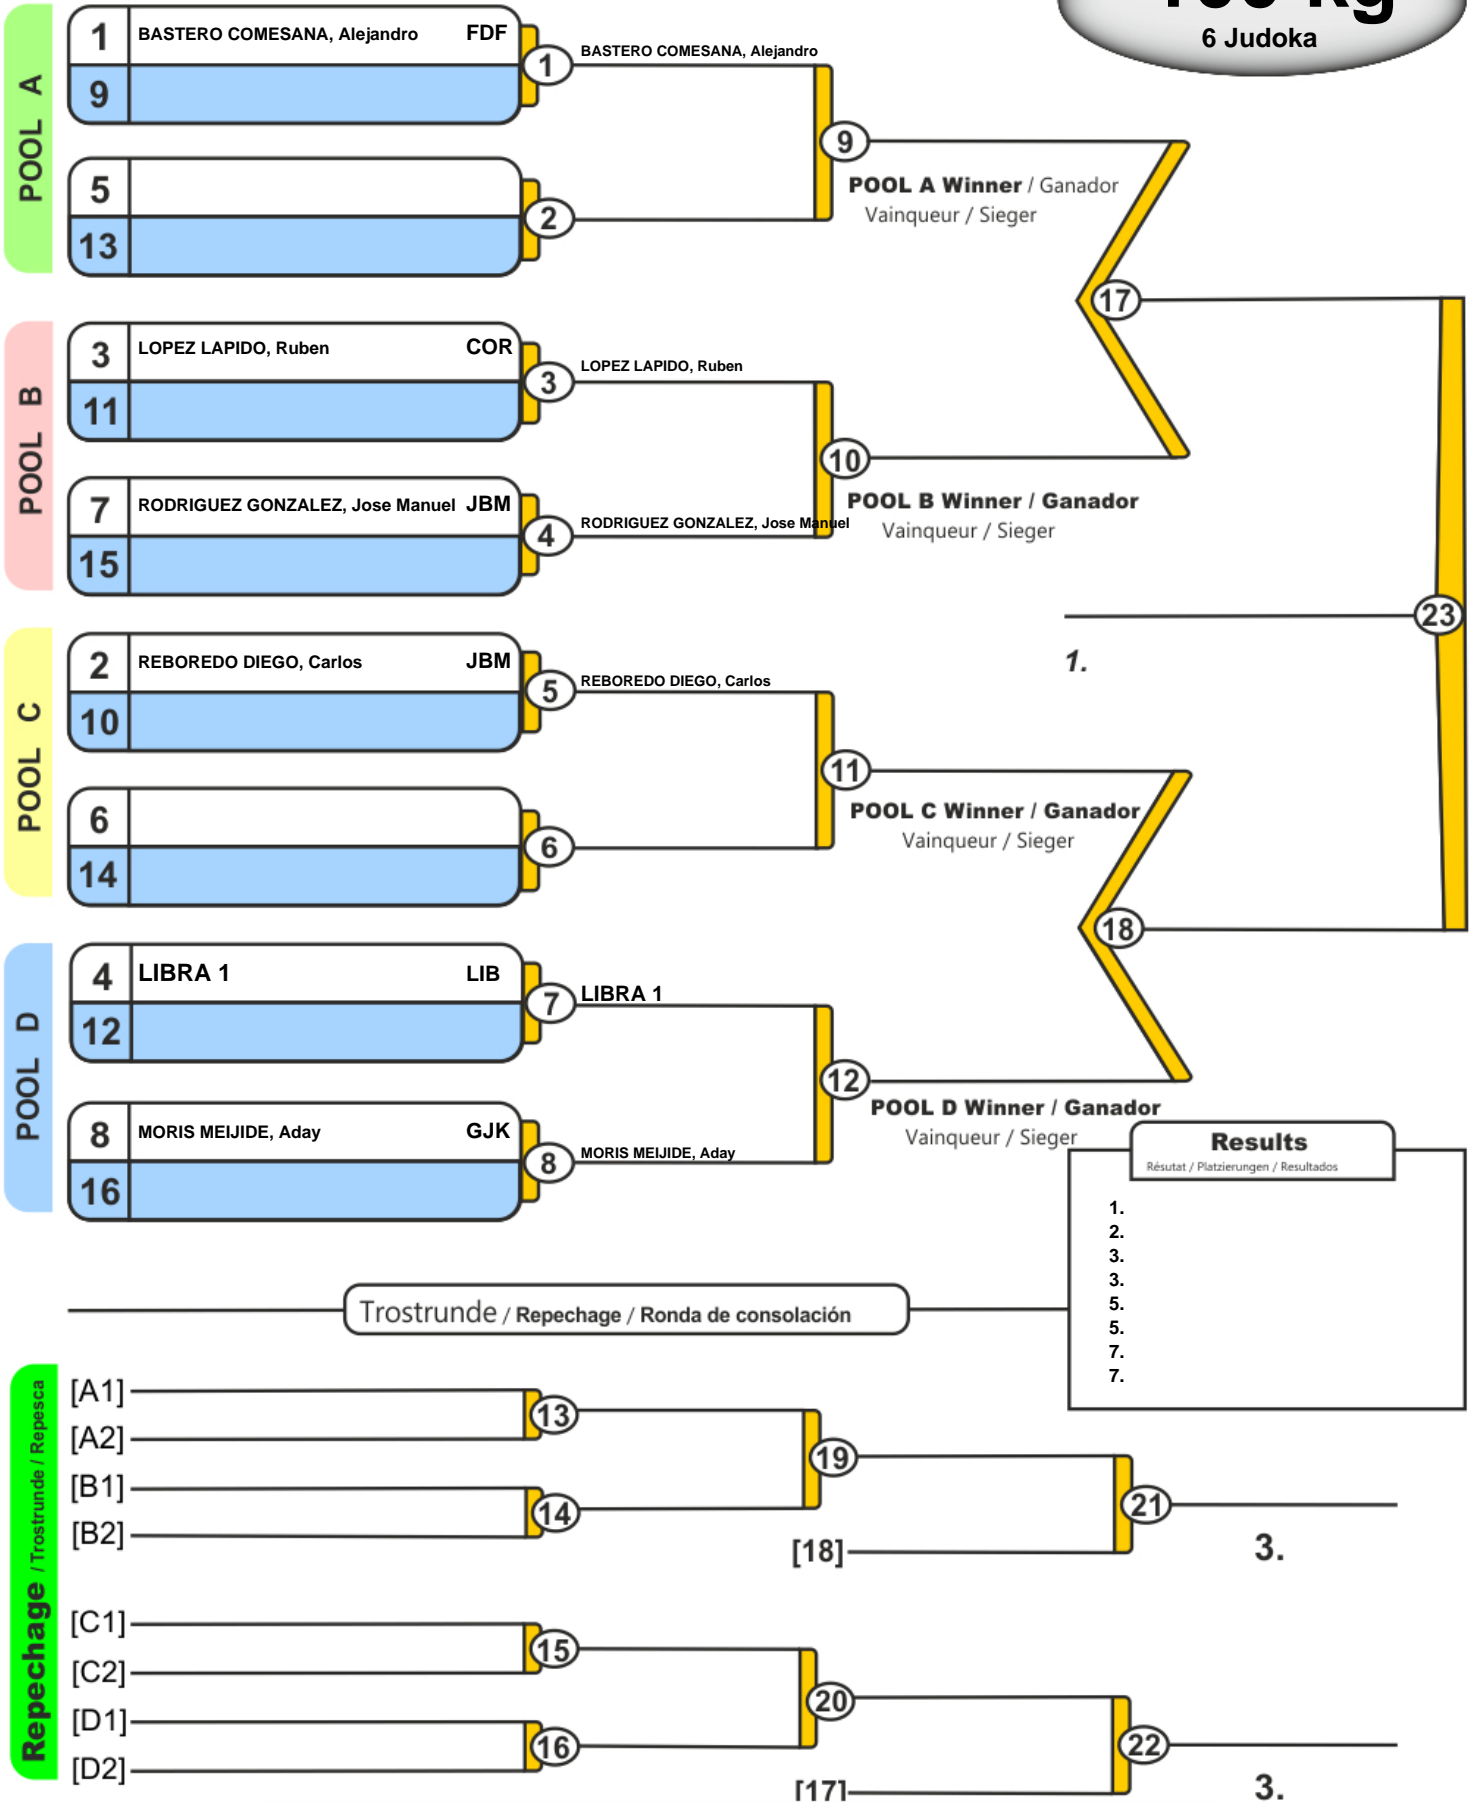 6 Judoka
POOL A
1 BASTERO COMESANA, Alejandro FDF
9
1
BASTERO COMESANA, Alejandro
5
13
2
9
POOL A Winner / Ganador
Vainqueur / Sieger
17
POOL B
3 LOPEZ LAPIDO, Ruben COR
11
3
LOPEZ LAPIDO, Ruben
7 RODRIGUEZ GONZALEZ, Jose Manuel JBM
15
4
RODRIGUEZ GONZALEZ, Jose Manuel
10
POOL B Winner / Ganador
Vainqueur / Sieger
23
1.
POOL C
2 REBOREDO DIEGO, Carlos JBM
10
5
REBOREDO DIEGO, Carlos
6
14
6
11
POOL C Winner / Ganador
Vainqueur / Sieger
18
POOL D
4 LIBRA 1 LIB
12
7
LIBRA 1
8 MORIS MEIJIDE, Aday GJK
16
8
MORIS MEIJIDE, Aday
12
POOL D Winner / Ganador
Vainqueur / Sieger
Results
Résutat / Platzierungen / Resultados
1.
2.
3.
3.
5.
5.
7.
7.
Trostrunde / Repechage / Ronda de consolación
Repechage / Trostrunde / Repesca
[A1]
[A2]
13
[B1]
[B2]
14
19
[18]
21
3.
[C1]
[C2]
15
[D1]
[D2]
16
20
[17]
22
3.